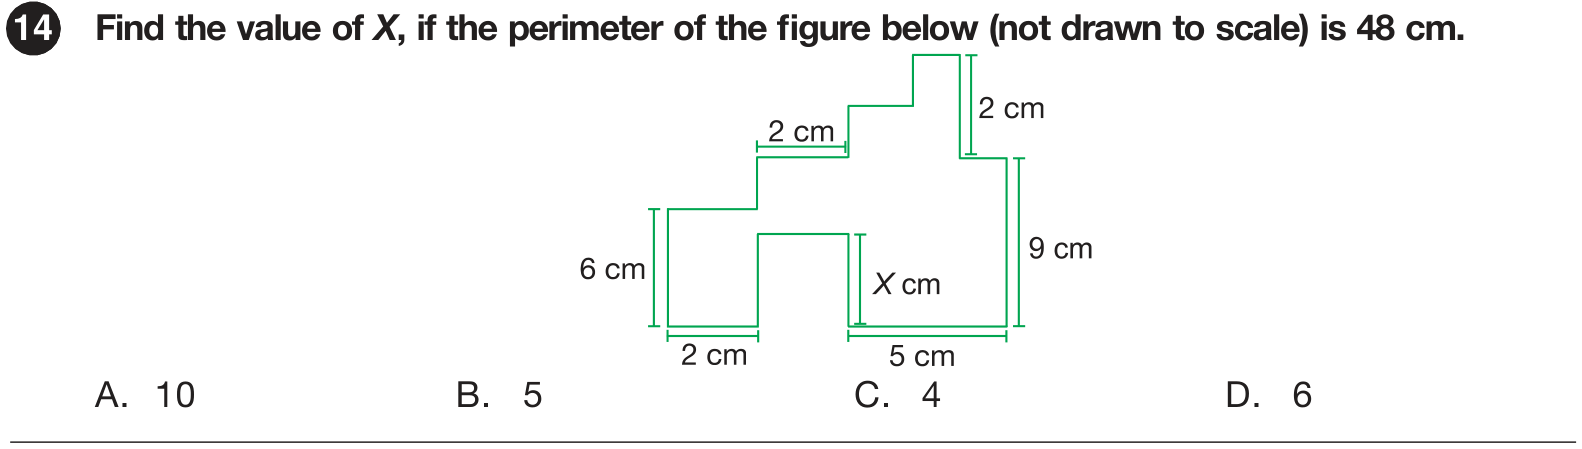 14 Find the value of X, if the perimeter of the figure below (not drawn to scale) is 48 cm.
2 cm
2 cm
9 cm
6 cm
X cm
2 cm
5 cm
A. 10 B. 5 C. 4 D. 6